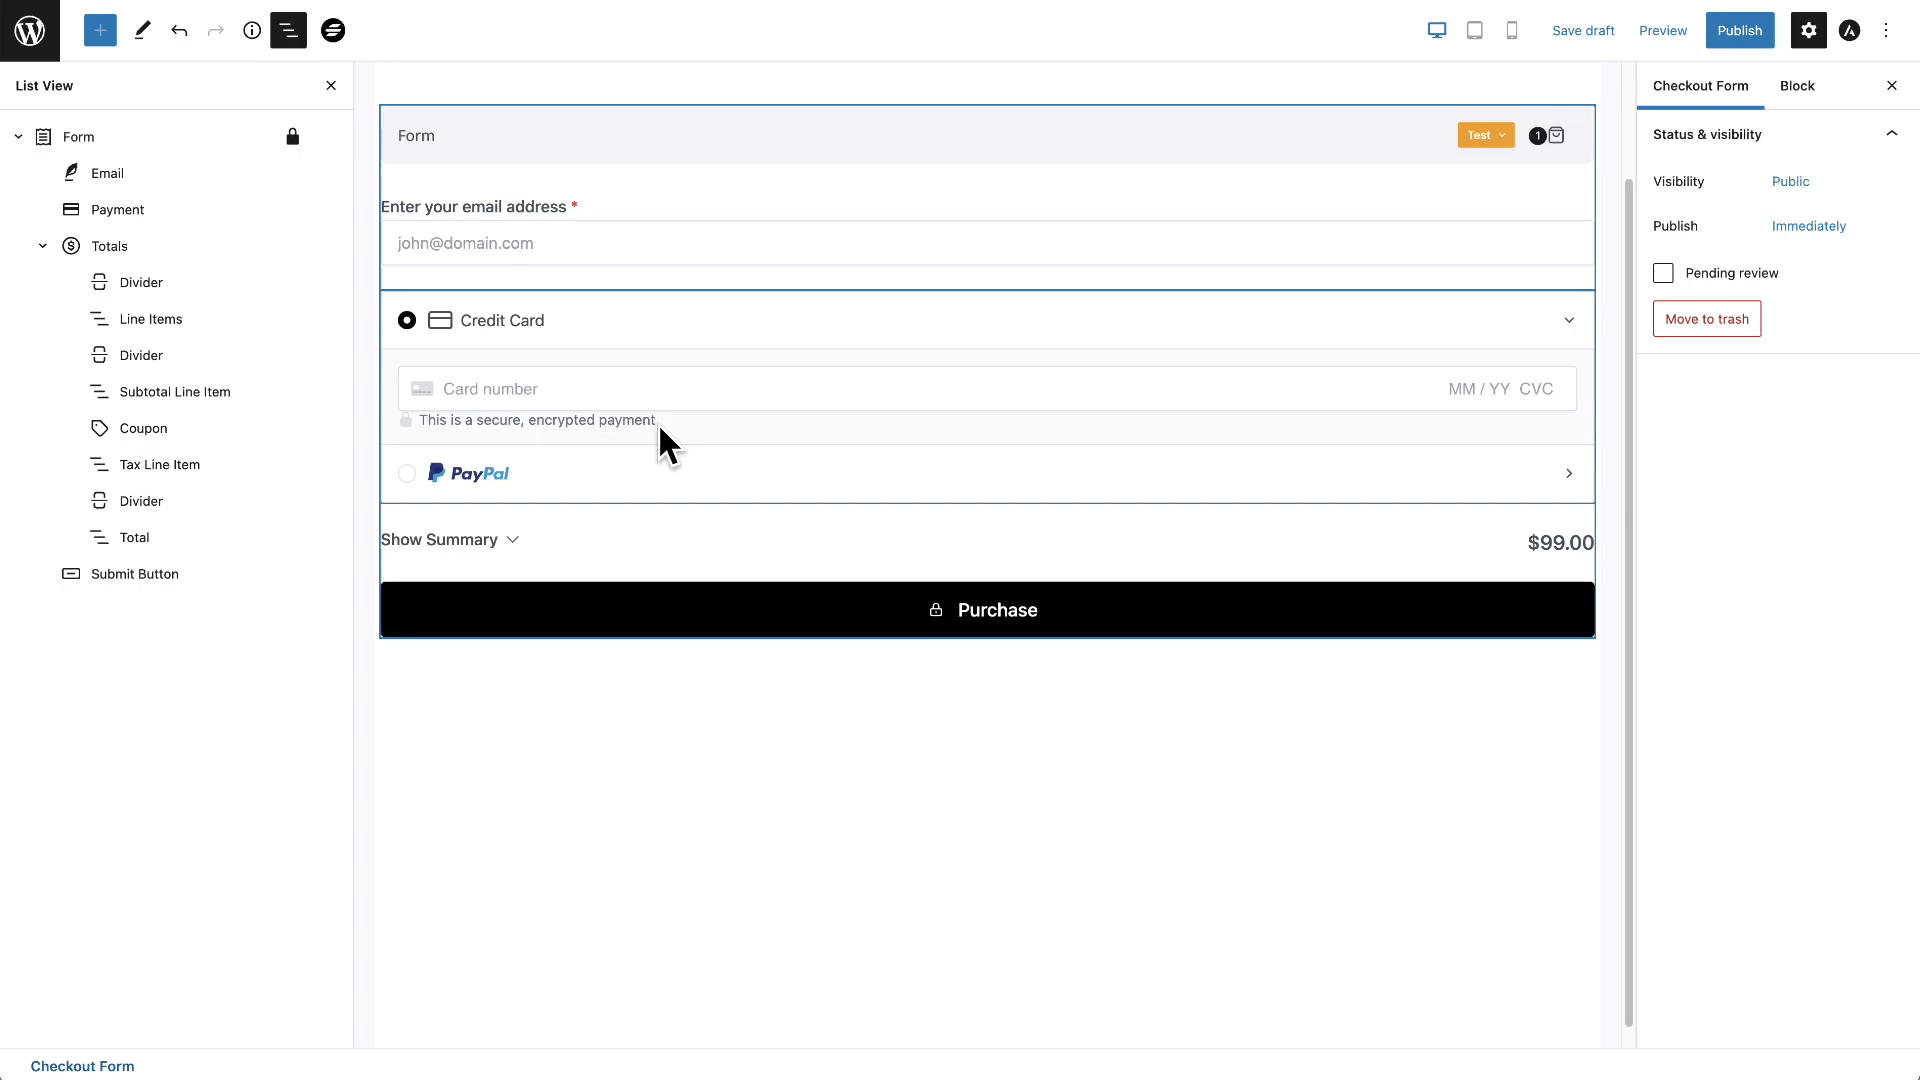 Save draft
Preview
Publish
List View
Checkout Form
Block
Form
Email
Payment
Totals
Divider
Line Items
Divider
Subtotal Line Item
Coupon
Tax Line Item
Divider
Total
Submit Button
Form
Test
1
Enter your email address *
john@domain.com
Credit Card
Card number
MM / YY CVC
This is a secure, encrypted payment
PayPal
Show Summary
$99.00
Purchase
Status & visibility
Visibility
Public
Publish
Immediately
Pending review
Move to trash
Checkout Form